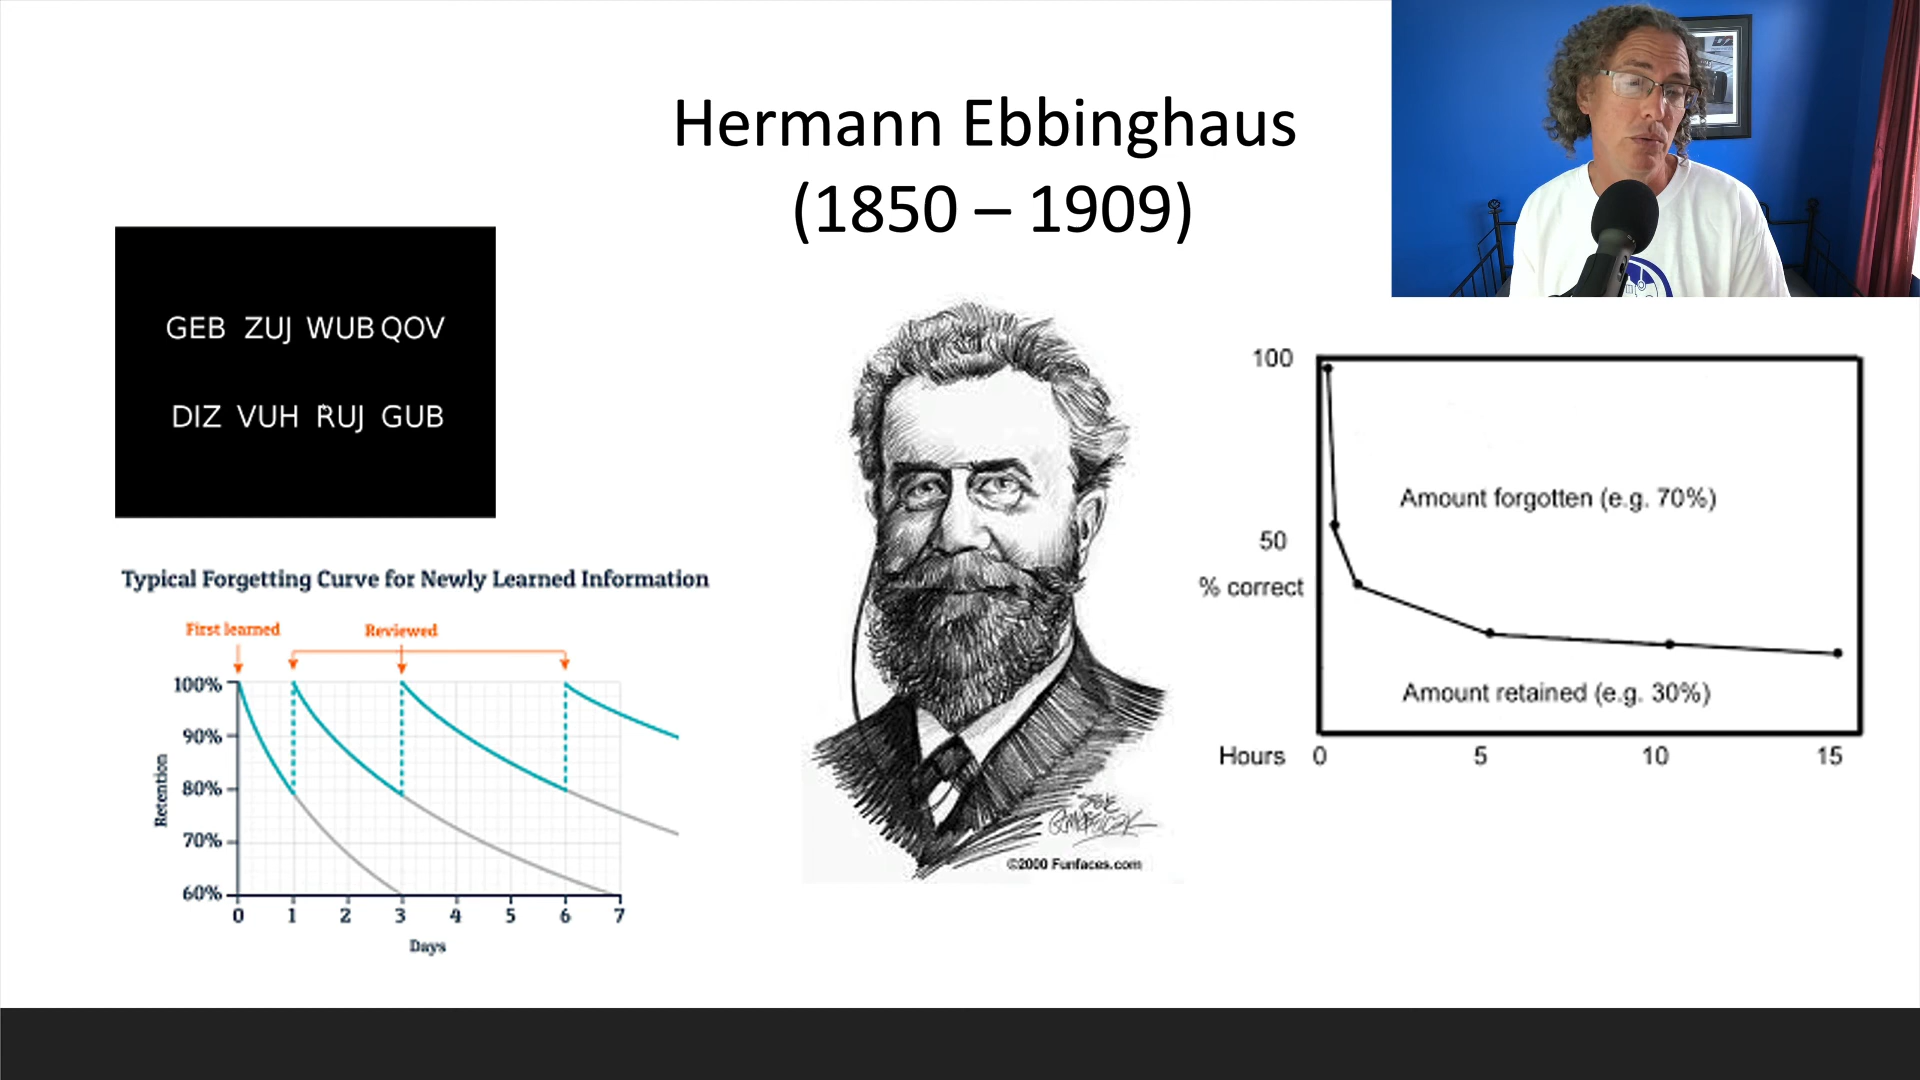 Hermann Ebbinghaus
(1850 – 1909)
GEB ZUJ WUB QOV
DIZ VUH RUJ GUB
Typical Forgetting Curve for Newly Learned Information
First learned
Reviewed
100%
90%
80%
70%
60%
Retention
0 1 2 3 4 5 6 7
Days
©2000 Funfaces.com
100
50
% correct
Amount forgotten (e.g. 70%)
Amount retained (e.g. 30%)
Hours 0 5 10 15